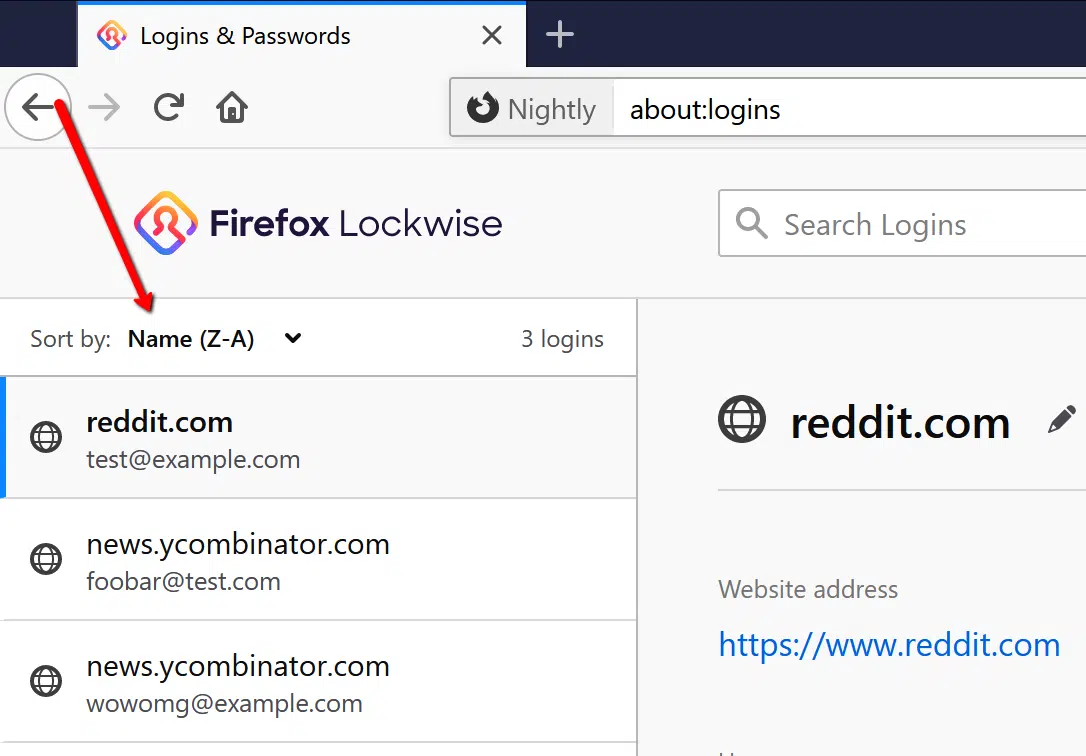 Logins & Passwords
Nightly about:logins
Firefox Lockwise
Search Logins
Sort by: Name (Z-A)
3 logins
reddit.com
test@example.com
news.ycombinator.com
foobar@test.com
news.ycombinator.com
wowomg@example.com
reddit.com
Website address
https://www.reddit.com